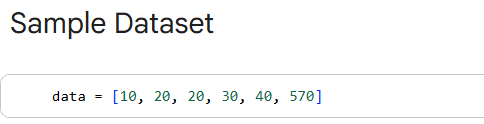 Sample Dataset
data = [10, 20, 20, 30, 40, 570]